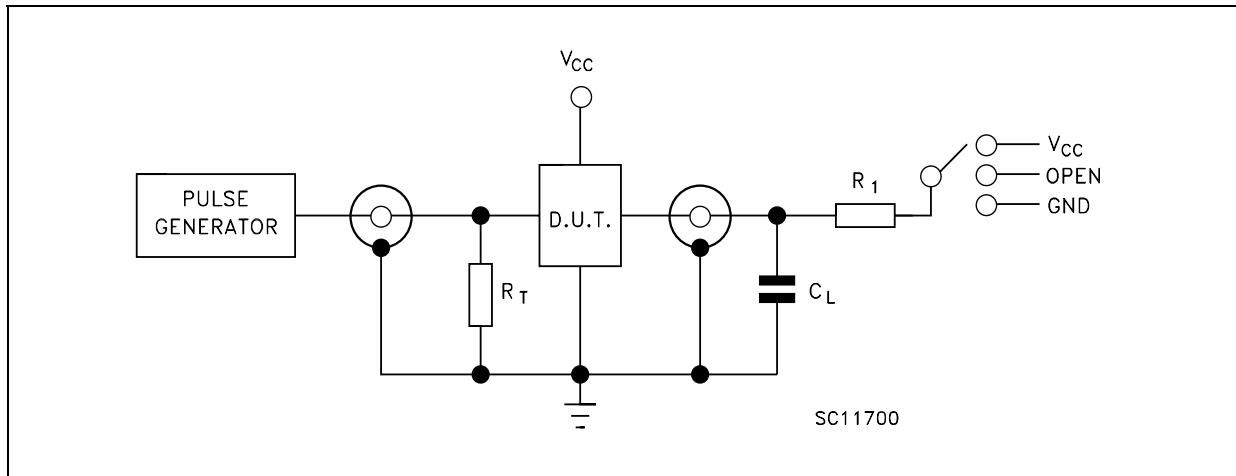 VCC
PULSE
GENERATOR
RT
D.U.T.
CL
R1
VCC
OPEN
GND
SC11700